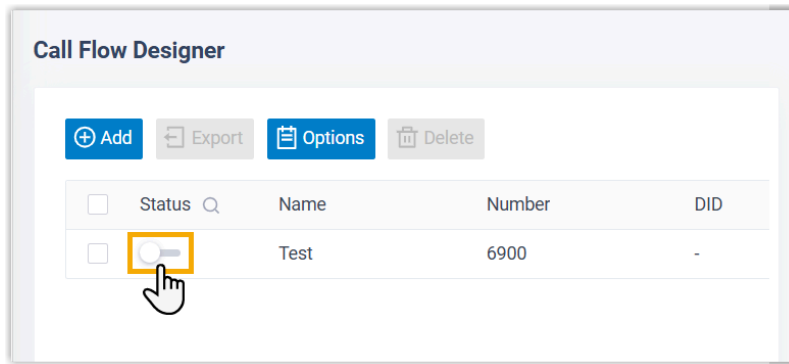 Call Flow Designer
Add Export Options Delete
Status Name Number DID
Test 6900 -